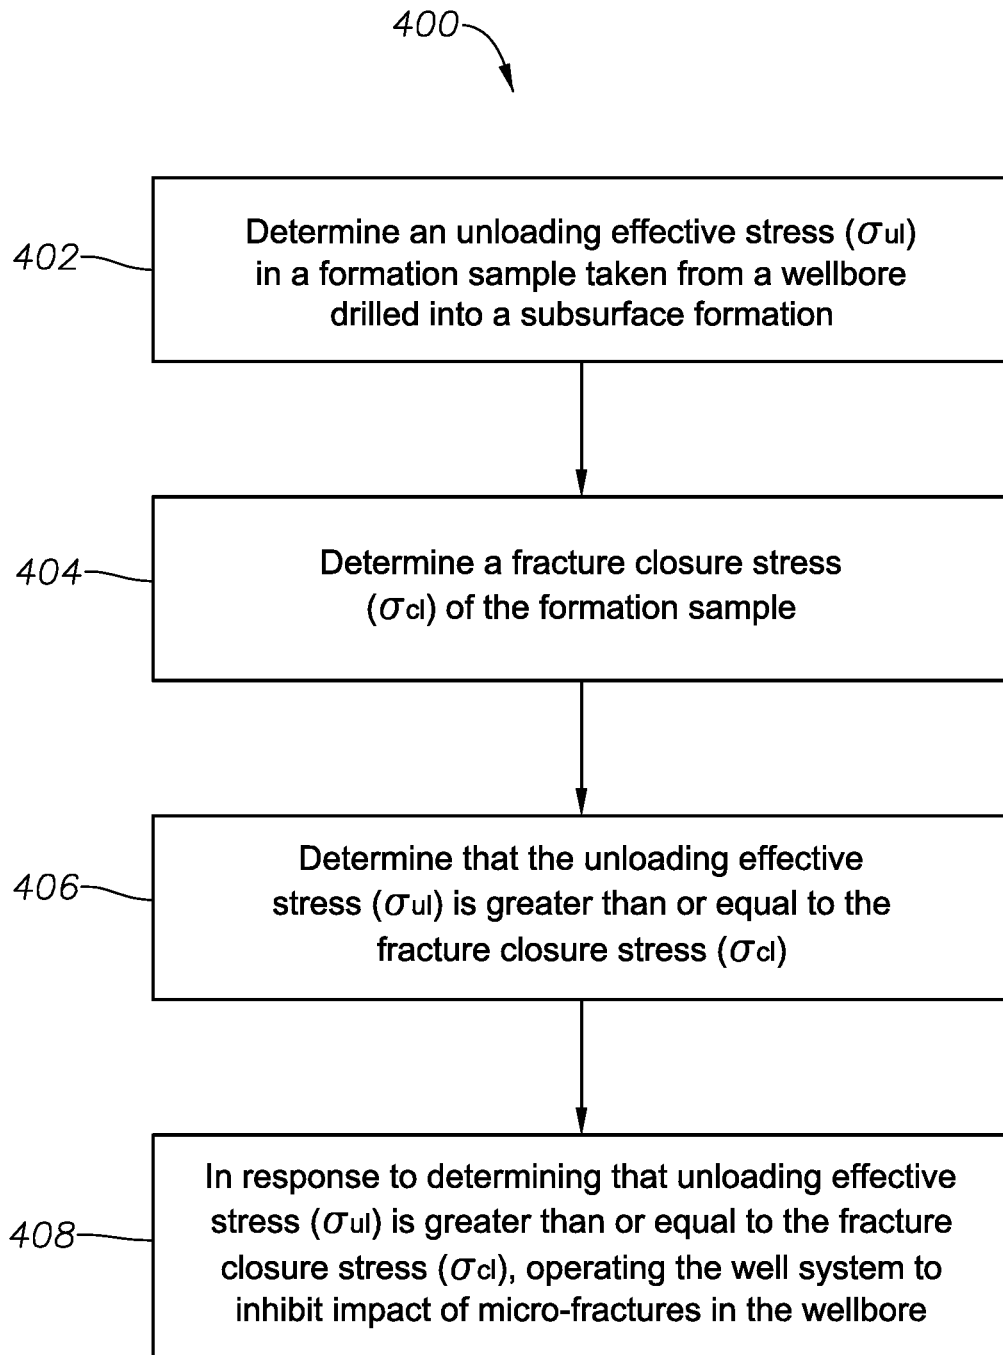 400
402
Determine an unloading effective stress (σul)
in a formation sample taken from a wellbore
drilled into a subsurface formation
404
Determine a fracture closure stress
(σcl) of the formation sample
406
Determine that the unloading effective
stress (σul) is greater than or equal to the
fracture closure stress (σcl)
408
In response to determining that unloading effective
stress (σul) is greater than or equal to the fracture
closure stress (σcl), operating the well system to
inhibit impact of micro-fractures in the wellbore